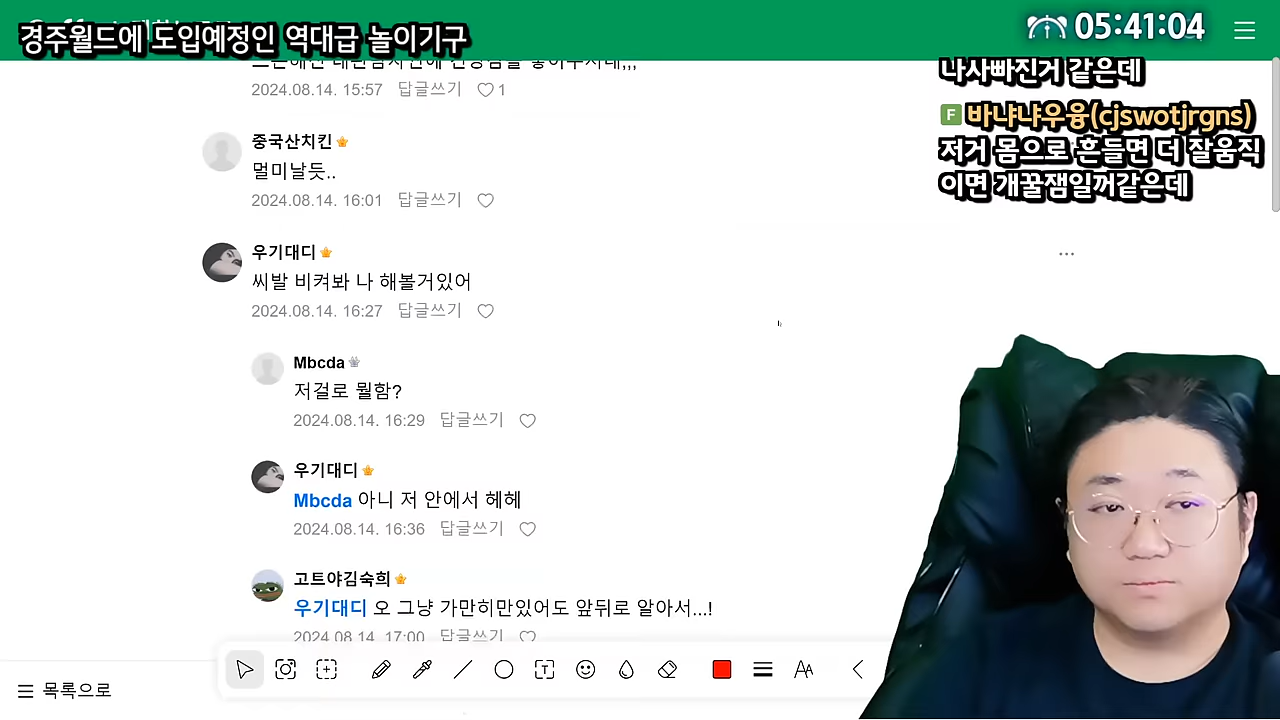 경주월드에 도입예정인 역대급 놀이기구
05:41:04
2024.08.14. 15:57 답글쓰기 1
나사빠진거 같은데
F 바냐냐우융(cjswotjrgns)
저거 몸으로 흔들면 더 잘움직
이면 개꿀잼일꺼같은데
중국산치킨
멀미날듯..
2024.08.14. 16:01 답글쓰기
우기대디
씨발 비켜봐 나 해볼거있어
2024.08.14. 16:27 답글쓰기
Mbcda
저걸로 뭘함?
2024.08.14. 16:29 답글쓰기
우기대디
Mbcda 아니 저 안에서 헤헤
2024.08.14. 16:36 답글쓰기
고트야김숙희
우기대디 오 그냥 가만히만있어도 앞뒤로 알아서...!
2024.08.14. 17:00 답글쓰기
목록으로